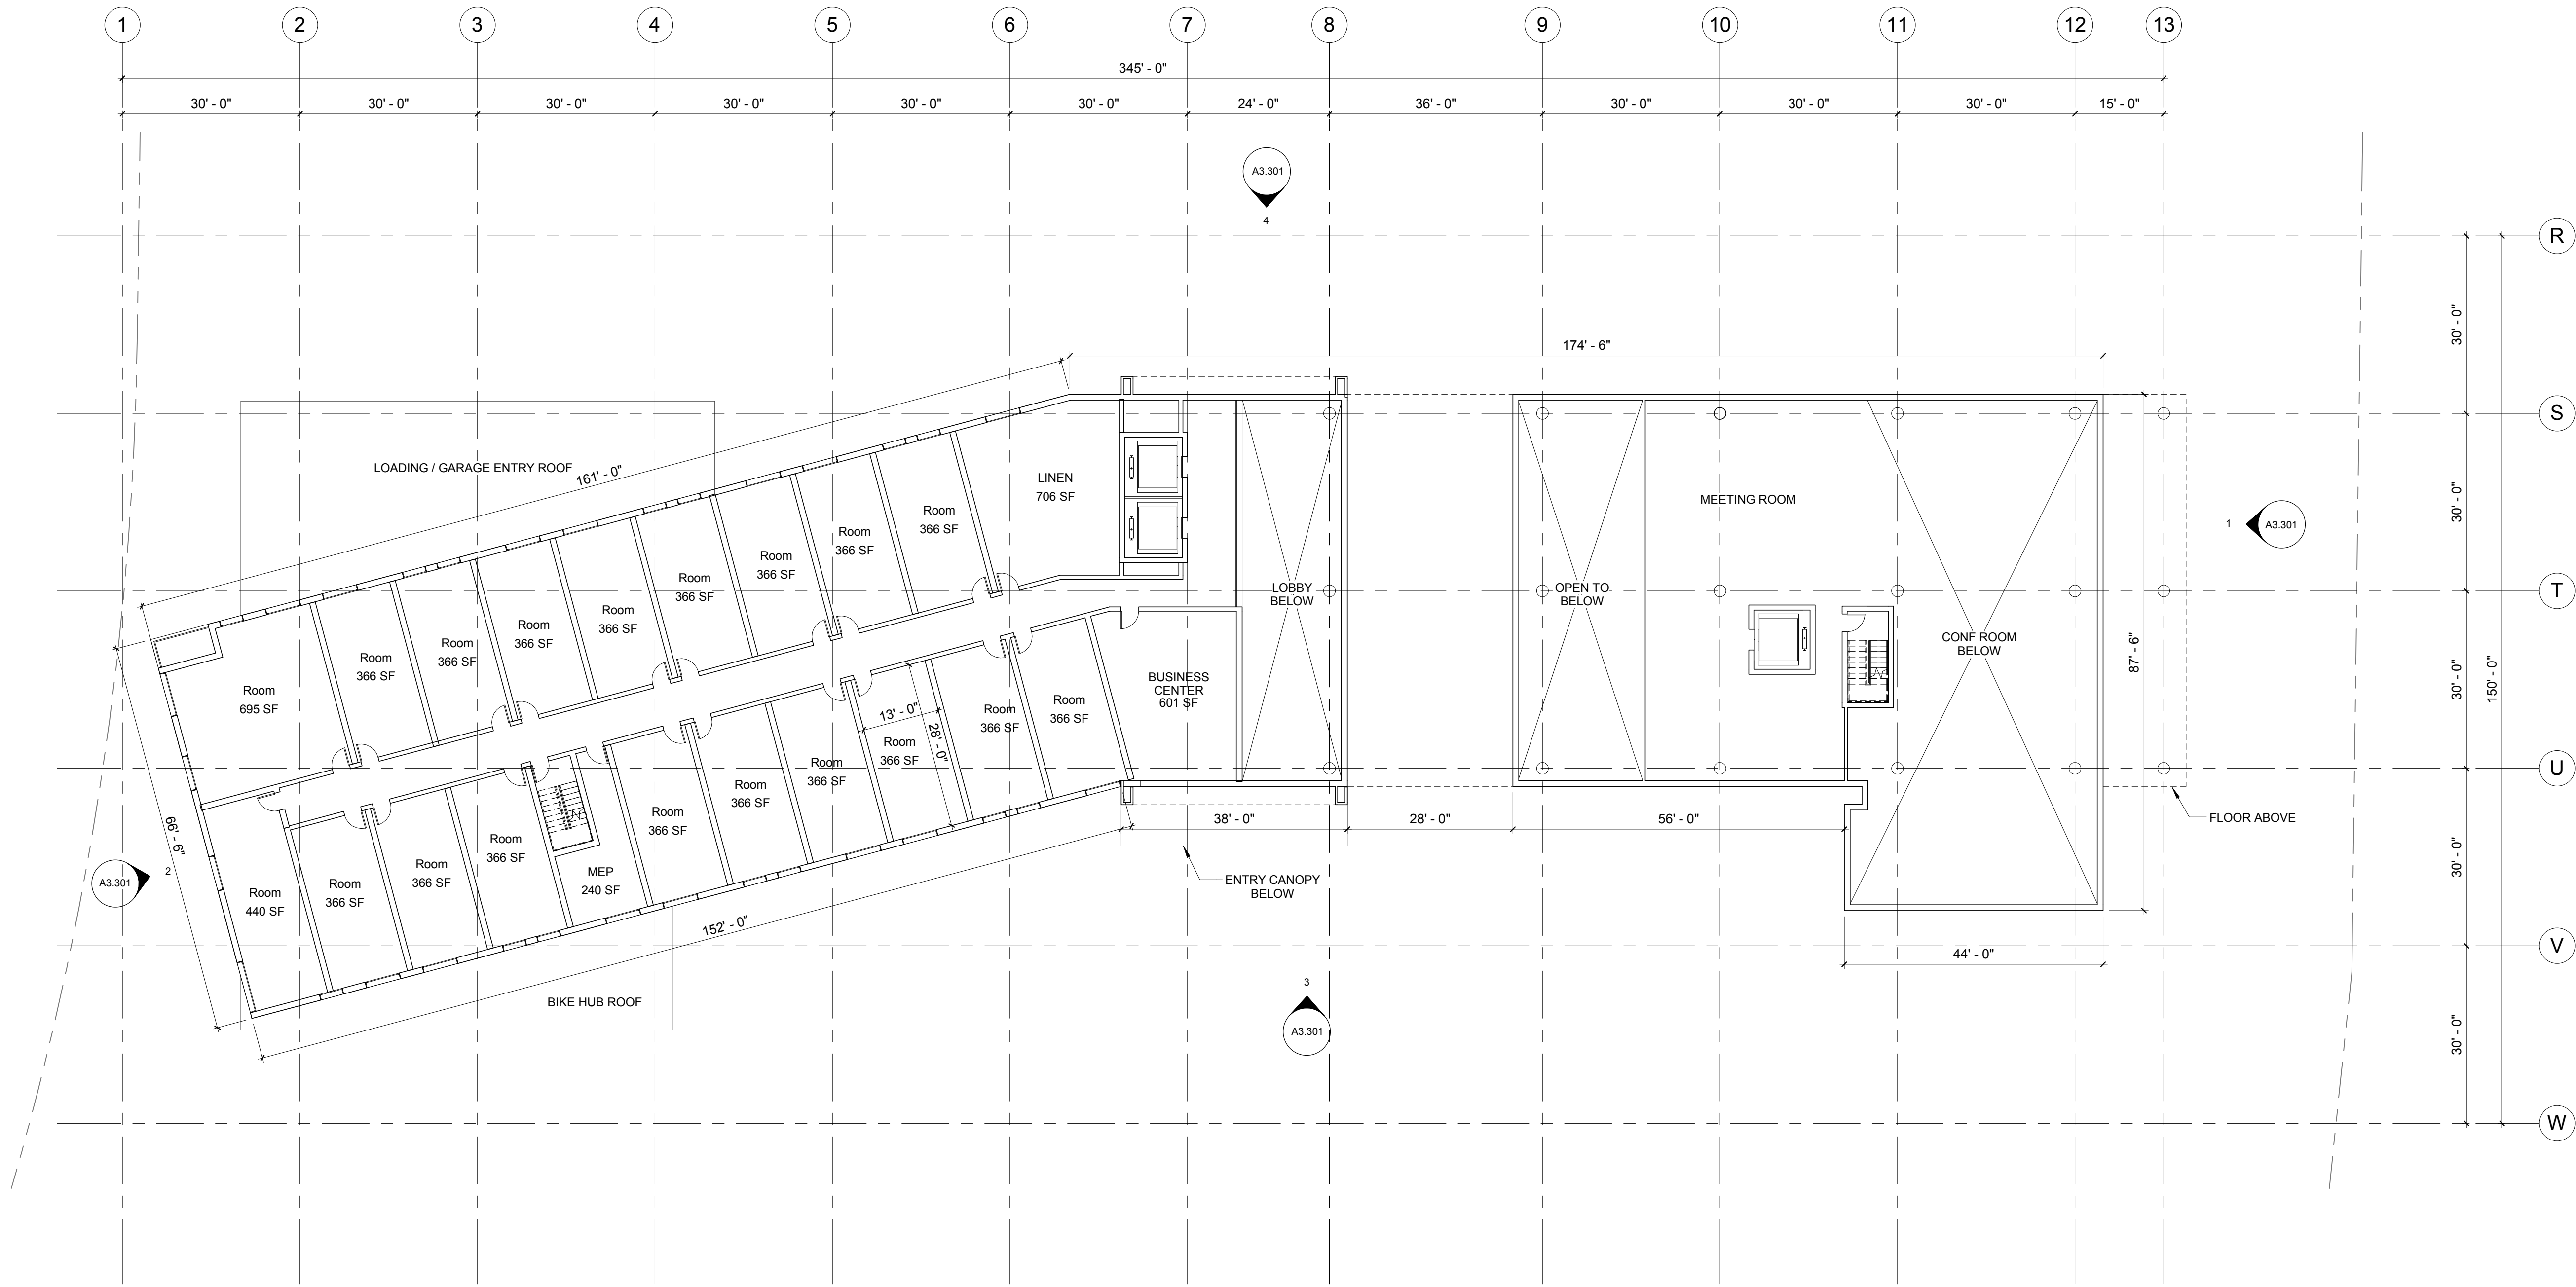 1 2 3 4 5 6 7 8 9 10 11 12 13
345' - 0"
30' - 0" 30' - 0" 30' - 0" 30' - 0" 30' - 0" 30' - 0" 24' - 0" 36' - 0" 30' - 0" 30' - 0" 30' - 0" 15' - 0"
A3.301
4
R
30' - 0"
174' - 6"
S
LOADING / GARAGE ENTRY ROOF
161' - 0"
LINEN
706 SF
MEETING ROOM
30' - 0"
1
A3.301
Room
366 SF
Room
366 SF
Room
366 SF
Room
366 SF
Room
366 SF
Room
366 SF
Room
366 SF
Room
366 SF
Room
695 SF
LOBBY
BELOW
OPEN TO
BELOW
T
CONF ROOM
BELOW
87' - 6"
30' - 0"
150' - 0"
BUSINESS
CENTER
601 SF
Room
366 SF
Room
366 SF
13' - 0"
28' - 0"
Room
366 SF
Room
366 SF
Room
366 SF
Room
366 SF
U
66' - 6"
38' - 0"
28' - 0"
56' - 0"
FLOOR ABOVE
Room
366 SF
Room
366 SF
Room
366 SF
MEP
240 SF
Room
440 SF
A3.301
2
ENTRY CANOPY
BELOW
30' - 0"
152' - 0"
V
44' - 0"
BIKE HUB ROOF
3
A3.301
30' - 0"
W